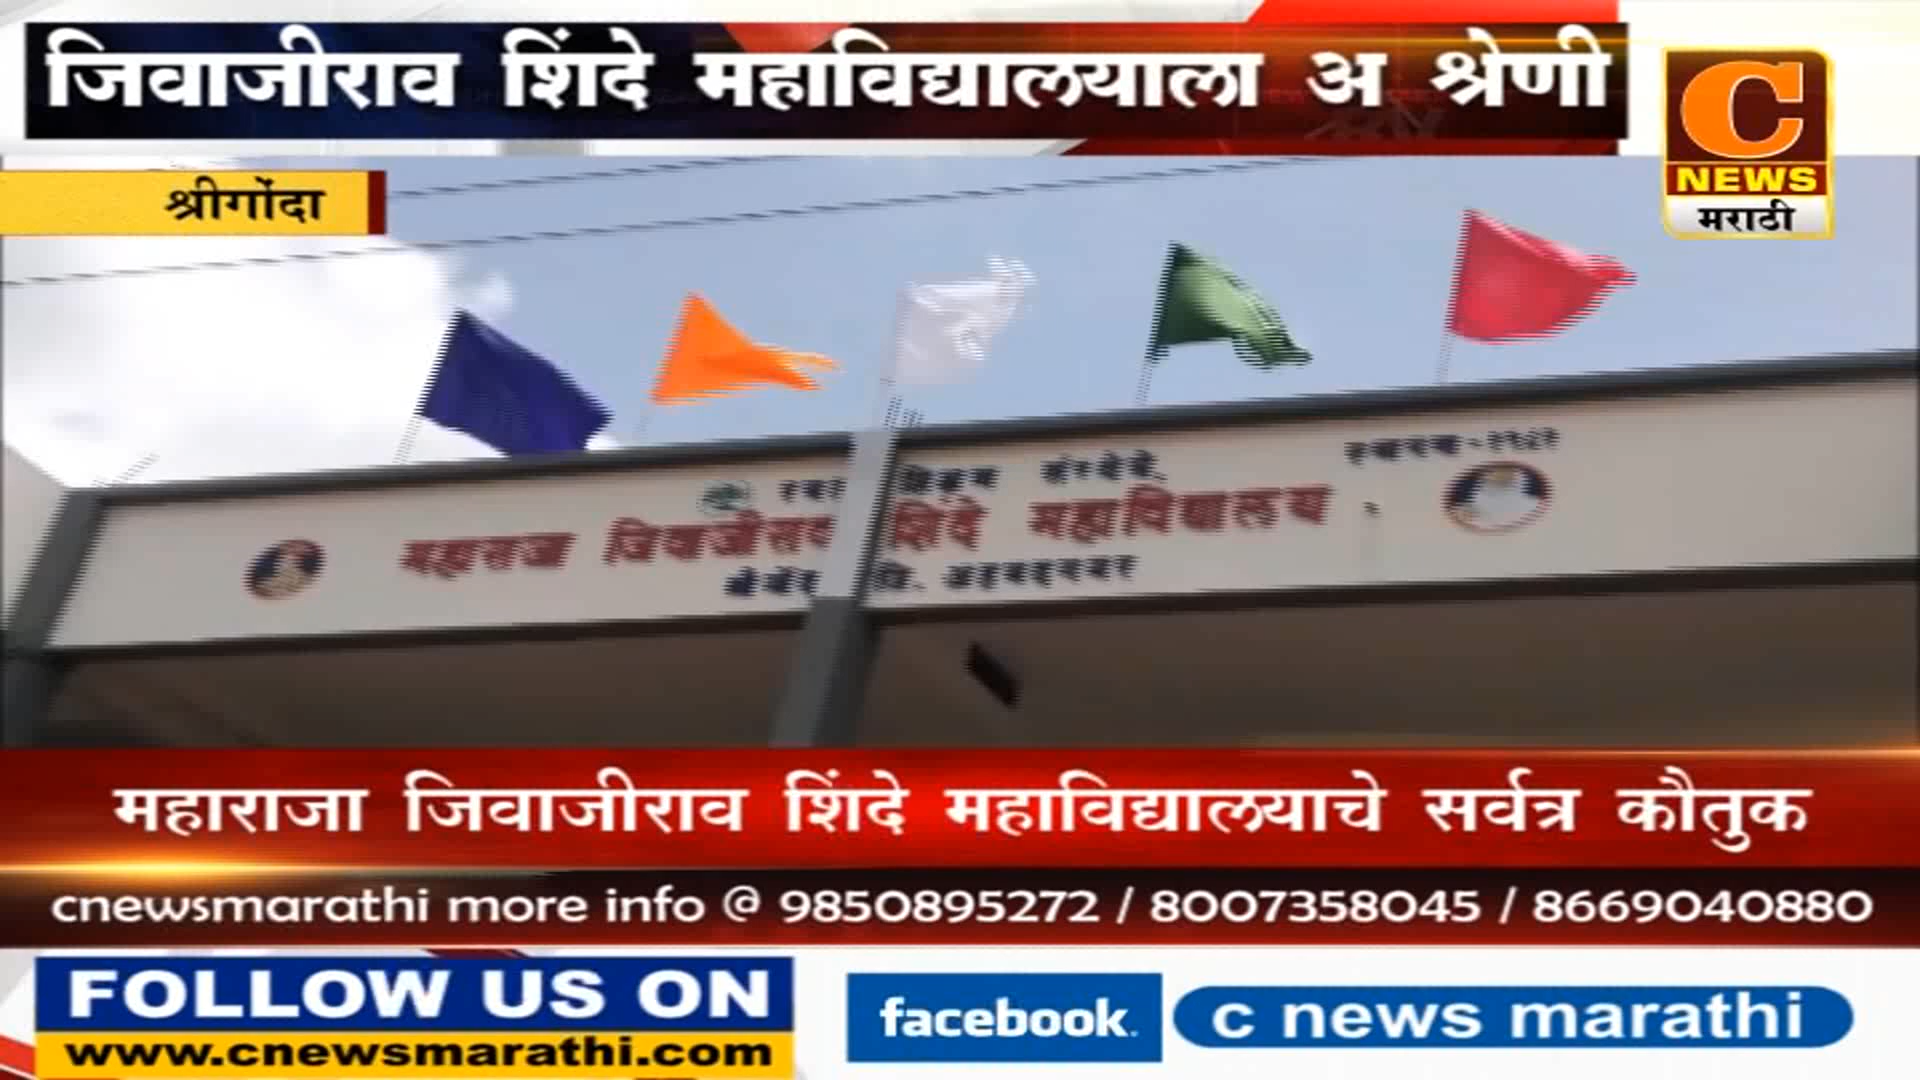 जिवाजीराव शिंदे महाविद्यालयाला अ श्रेणी
C
NEWS
मराठी
श्रीगोंदा
महाराजा जिवाजीराव शिंदे महाविद्यालय
महाराजा जिवाजीराव शिंदे महाविद्यालयाचे सर्वत्र कौतुक
cnewsmarathi more info @ 9850895272 / 8007358045 / 8669040880
FOLLOW US ON
www.cnewsmarathi.com
facebook.
c news marathi